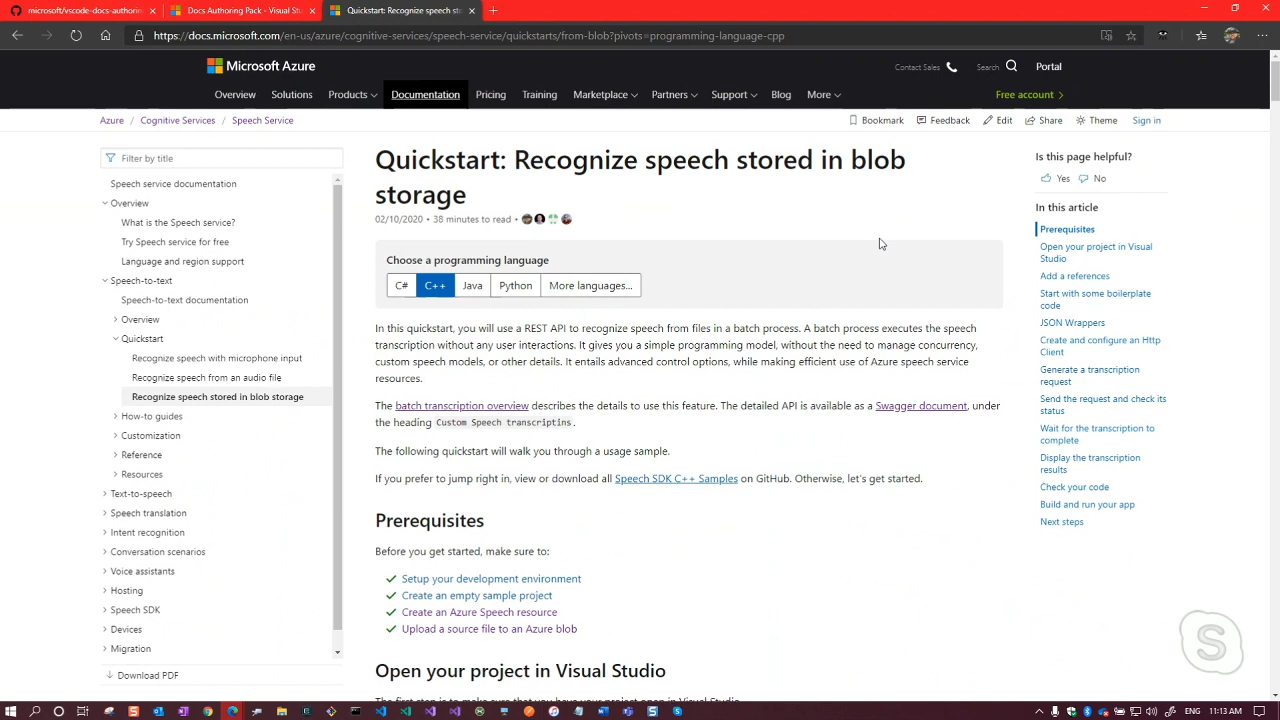 microsoft/vscode-docs-authorin
Docs Authoring Pack - Visual Stu
Quickstart: Recognize speech sto
https://docs.microsoft.com/en-us/azure/cognitive-services/speech-service/quickstarts/from-blob?pivots=programming-language-cpp
Microsoft Azure
Contact Sales
Search
Portal
Overview Solutions Products Documentation Pricing Training Marketplace Partners Support Blog More
Free account
Azure / Cognitive Services / Speech Service
Bookmark Feedback Edit Share Theme Sign in
Filter by title
Speech service documentation
Overview
What is the Speech service?
Try Speech service for free
Language and region support
Speech-to-text
Speech-to-text documentation
Overview
Quickstart
Recognize speech with microphone input
Recognize speech from an audio file
Recognize speech stored in blob storage
How-to guides
Customization
Reference
Resources
Text-to-speech
Speech translation
Intent recognition
Conversation scenarios
Voice assistants
Hosting
Speech SDK
Devices
Migration
Download PDF
Quickstart: Recognize speech stored in blob
storage
02/10/2020 • 38 minutes to read •
Choose a programming language
C# C++ Java Python More languages...
In this quickstart, you will use a REST API to recognize speech from files in a batch process. A batch process executes the speech
transcription without any user interactions. It gives you a simple programming model, without the need to manage concurrency,
custom speech models, or other details. It entails advanced control options, while making efficient use of Azure speech service
resources.
The batch transcription overview describes the details to use this feature. The detailed API is available as a Swagger document, under
the heading Custom Speech transcriptins.
The following quickstart will walk you through a usage sample.
If you prefer to jump right in, view or download all Speech SDK C++ Samples on GitHub. Otherwise, let's get started.
Prerequisites
Before you get started, make sure to:
Setup your development environment
Create an empty sample project
Create an Azure Speech resource
Upload a source file to an Azure blob
Open your project in Visual Studio
The first step is to make sure that you have your project open in Visual Studio.
Is this page helpful?
Yes No
In this article
Prerequisites
Open your project in Visual
Studio
Add a references
Start with some boilerplate
code
JSON Wrappers
Create and configure an Http
Client
Generate a transcription
request
Send the request and check its
status
Wait for the transcription to
complete
Display the transcription
results
Check your code
Build and run your app
Next steps
ENG 11:13 AM